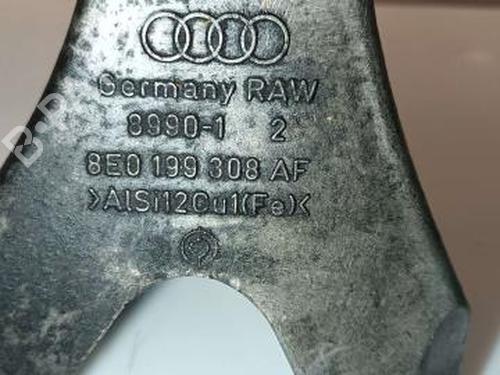 Germany RAW
8990-1 2
8E0 199 308 AF
>AlSi12Cu1(Fe)<